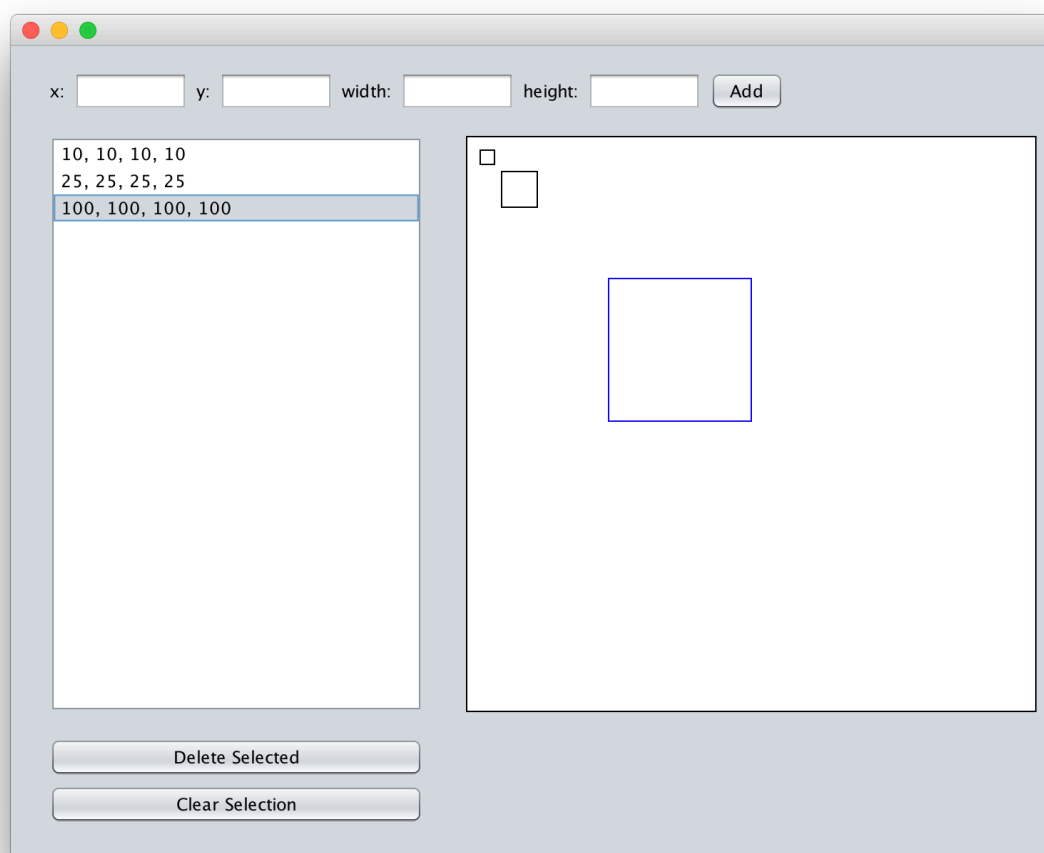 x: y: width: height: Add
10, 10, 10, 10
25, 25, 25, 25
100, 100, 100, 100
Delete Selected
Clear Selection